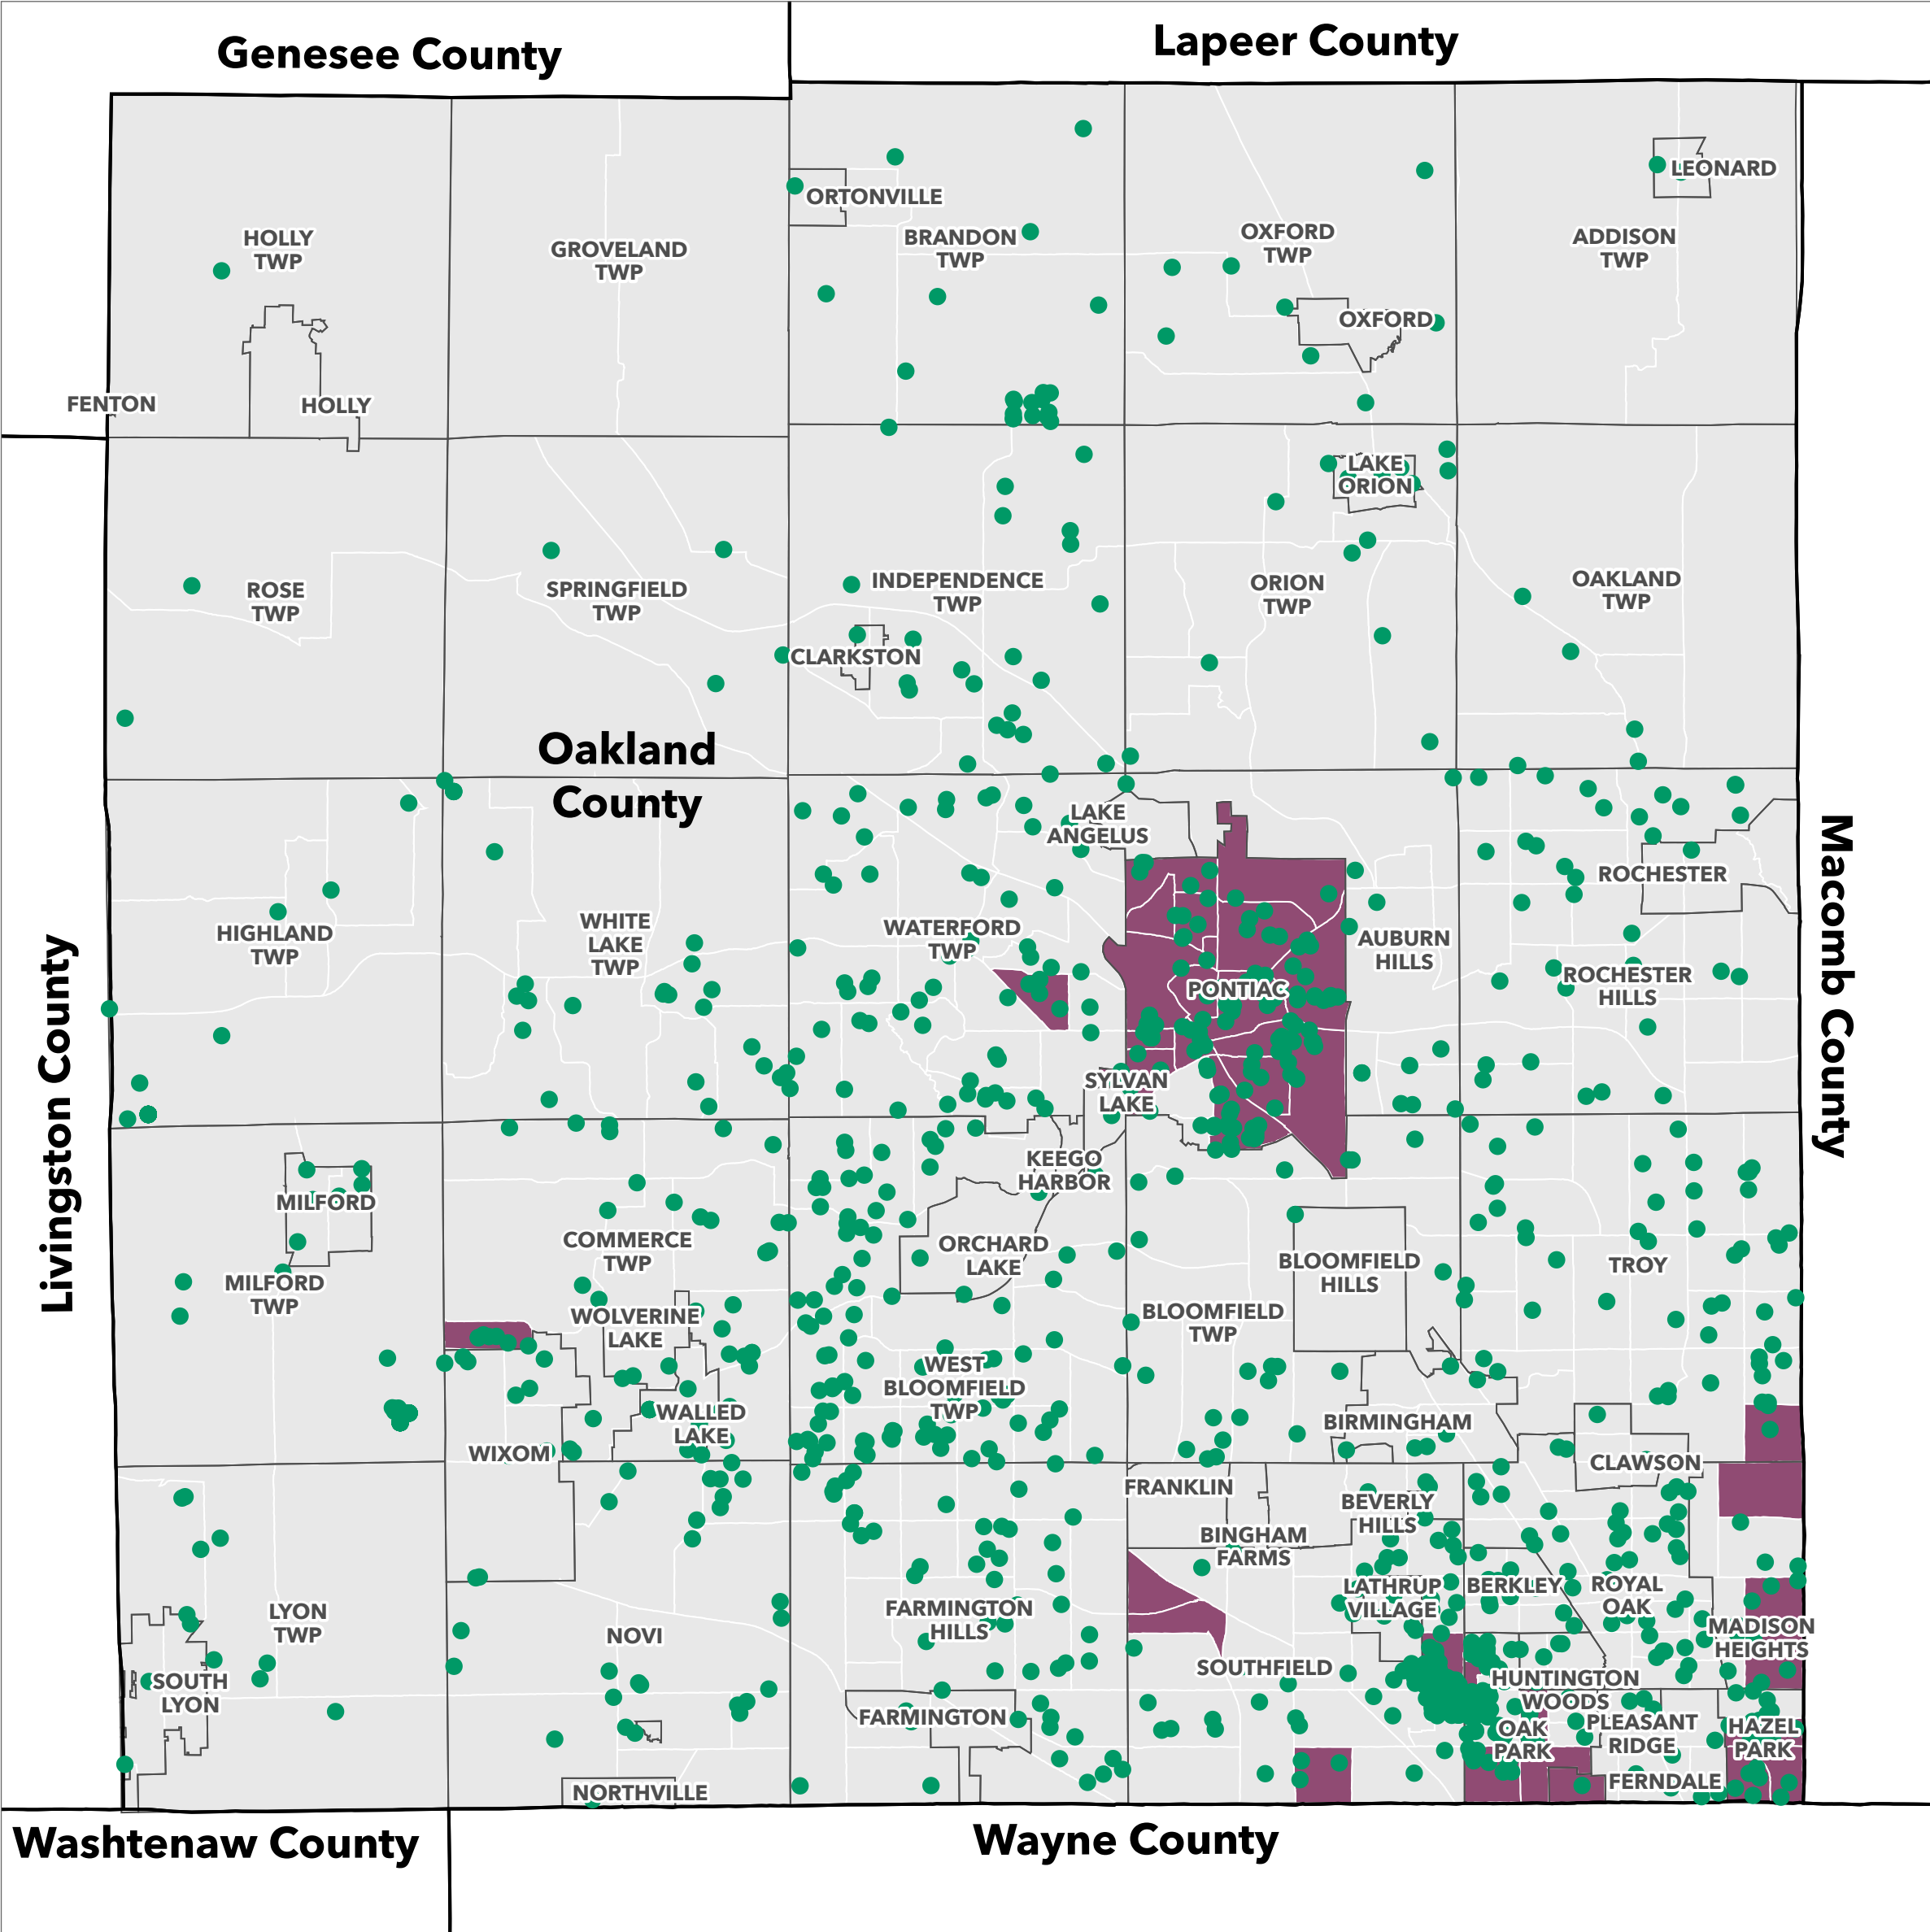 Genesee County
Lapeer County
LEONARD
ORTONVILLE
HOLLY
TWP
GROVELAND
TWP
BRANDON
TWP
OXFORD
TWP
ADDISON
TWP
OXFORD
FENTON
HOLLY
LAKE
ORION
ROSE
TWP
SPRINGFIELD
TWP
INDEPENDENCE
TWP
ORION
TWP
OAKLAND
TWP
CLARKSTON
Oakland
County
LAKE
ANGELUS
ROCHESTER
HIGHLAND
TWP
WHITE
LAKE
TWP
WATERFORD
TWP
AUBURN
HILLS
PONTIAC
ROCHESTER
HILLS
Livingston County
Macomb County
SYLVAN
LAKE
KEEGO
HARBOR
MILFORD
COMMERCE
TWP
ORCHARD
LAKE
BLOOMFIELD
HILLS
TROY
MILFORD
TWP
WOLVERINE
LAKE
BLOOMFIELD
TWP
WEST
BLOOMFIELD
TWP
WALLED
LAKE
BIRMINGHAM
WIXOM
CLAWSON
FRANKLIN
BEVERLY
HILLS
BINGHAM
FARMS
LATHRUP
VILLAGE
BERKLEY
ROYAL
OAK
LYON
TWP
FARMINGTON
HILLS
NOVI
MADISON
HEIGHTS
SOUTHFIELD
SOUTH
LYON
HUNTINGTON
WOODS
FARMINGTON
OAK
PARK
PLEASANT
RIDGE
HAZEL
PARK
NORTHVILLE
FERNDALE
Washtenaw County
Wayne County